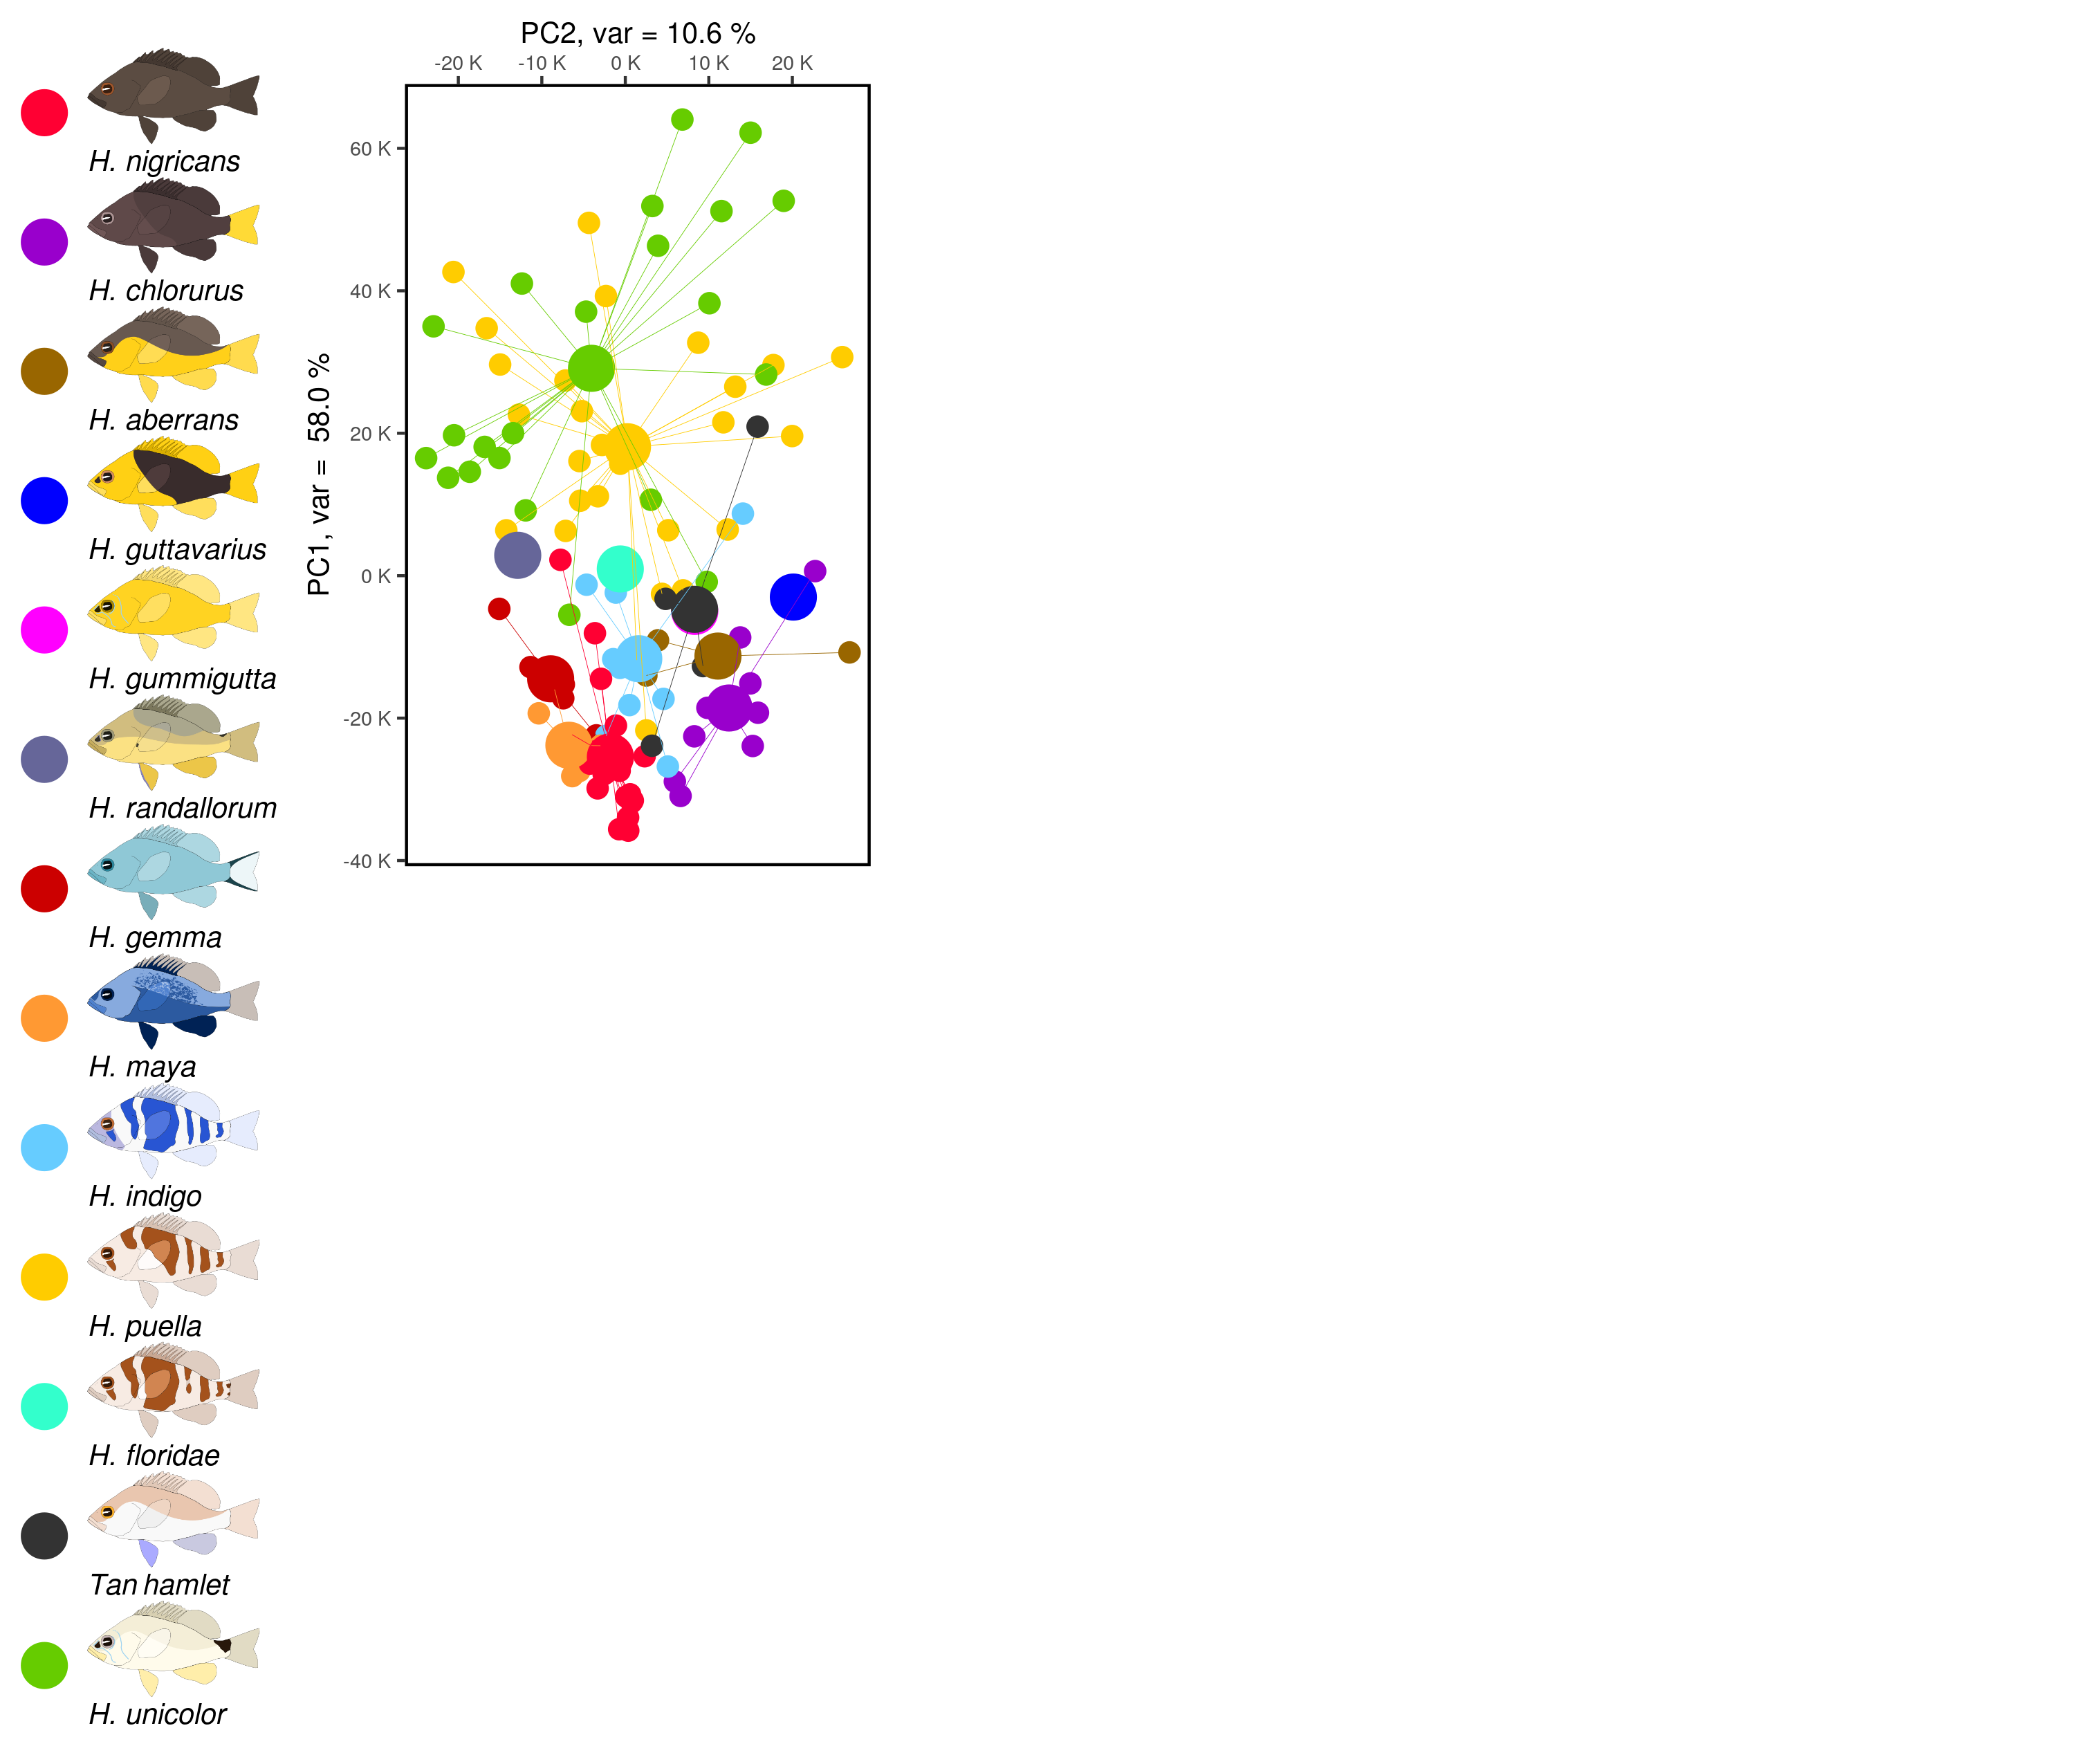 PC2, var = 10.6 %
-20 K -10 K 0 K 10 K 20 K
60 K
40 K
20 K
0 K
-20 K
-40 K
PC1, var = 58.0 %
H. nigricans
H. chlorurus
H. aberrans
H. guttavarius
H. gummigutta
H. randallorum
H. gemma
H. maya
H. indigo
H. puella
H. floridae
Tan hamlet
H. unicolor